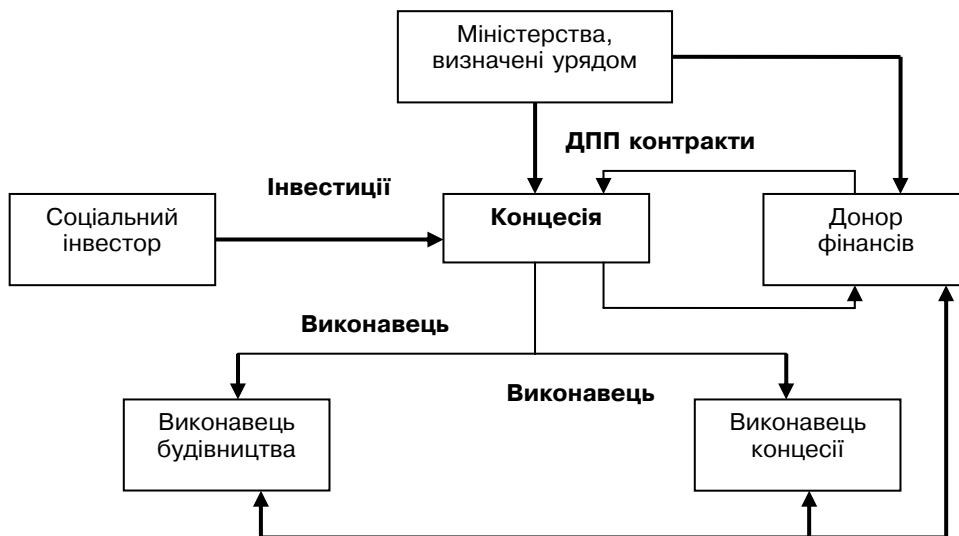 Міністерства,
визначені урядом
ДПП контракти
Інвестиції
Соціальний
інвестор
Концесія
Донор
фінансів
Виконавець
Виконавець
Виконавець
будівництва
Виконавець
концесії